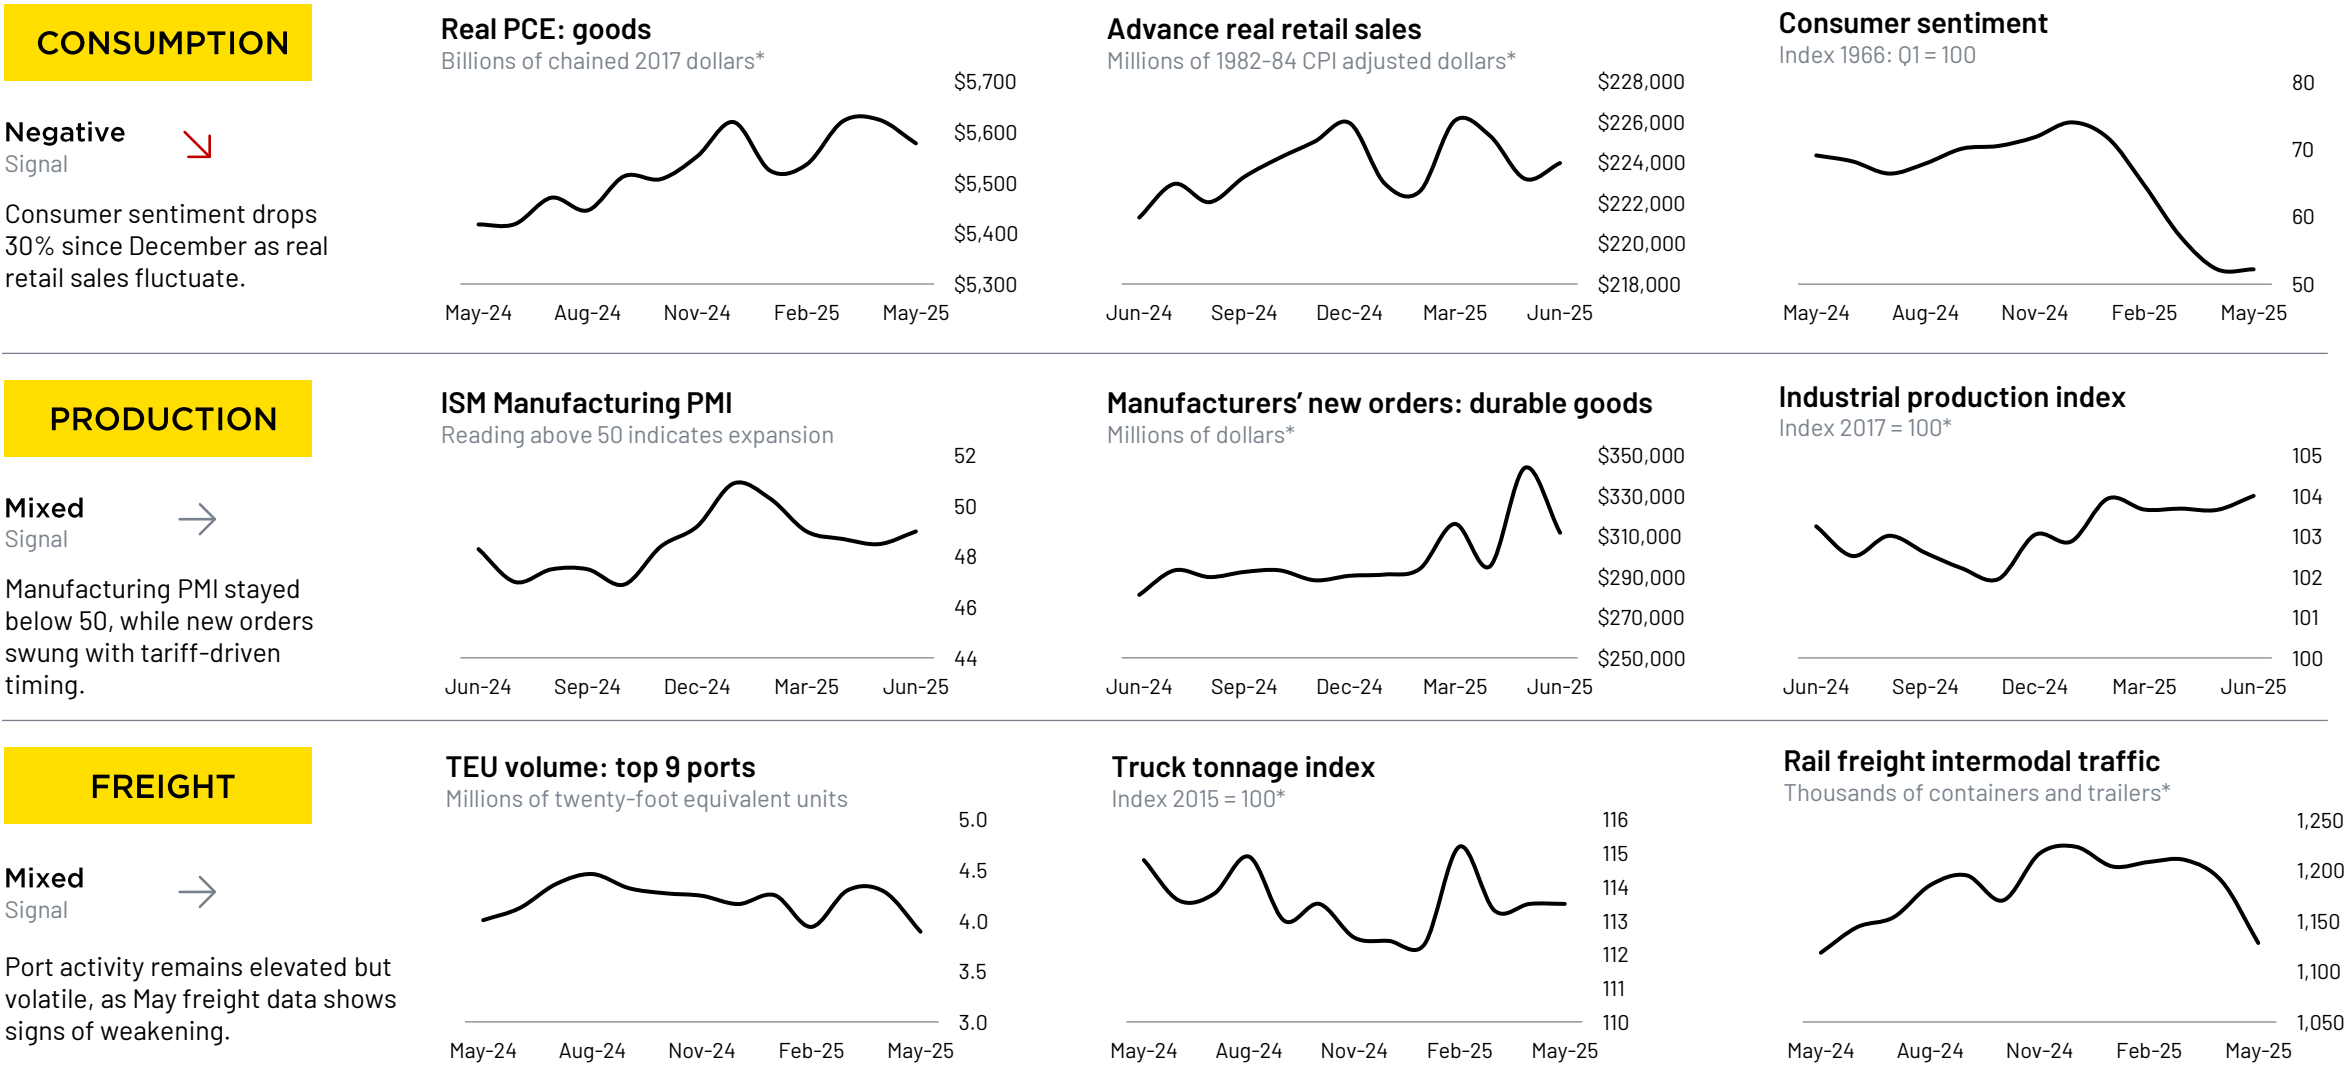 CONSUMPTION
Negative
Signal
Consumer sentiment drops
30% since December as real
retail sales fluctuate.
Real PCE: goods
Billions of chained 2017 dollars*
$5,700
$5,600
$5,500
$5,400
$5,300
May-24 Aug-24 Nov-24 Feb-25 May-25
Advance real retail sales
Millions of 1982-84 CPI adjusted dollars*
$228,000
$226,000
$224,000
$222,000
$220,000
$218,000
Jun-24 Sep-24 Dec-24 Mar-25 Jun-25
Consumer sentiment
Index 1966: Q1 = 100
80
70
60
50
May-24 Aug-24 Nov-24 Feb-25 May-25
PRODUCTION
Mixed
Signal
Manufacturing PMI stayed
below 50, while new orders
swung with tariff-driven
timing.
ISM Manufacturing PMI
Reading above 50 indicates expansion
52
50
48
46
44
Jun-24 Sep-24 Dec-24 Mar-25 Jun-25
Manufacturers’ new orders: durable goods
Millions of dollars*
$350,000
$330,000
$310,000
$290,000
$270,000
$250,000
Jun-24 Sep-24 Dec-24 Mar-25 Jun-25
Industrial production index
Index 2017 = 100*
105
104
103
102
101
100
Jun-24 Sep-24 Dec-24 Mar-25 Jun-25
FREIGHT
Mixed
Signal
Port activity remains elevated but
volatile, as May freight data shows
signs of weakening.
TEU volume: top 9 ports
Millions of twenty-foot equivalent units
5.0
4.5
4.0
3.5
3.0
May-24 Aug-24 Nov-24 Feb-25 May-25
Truck tonnage index
Index 2015 = 100*
116
115
114
113
112
111
110
May-24 Aug-24 Nov-24 Feb-25 May-25
Rail freight intermodal traffic
Thousands of containers and trailers*
1,250
1,200
1,150
1,100
1,050
May-24 Aug-24 Nov-24 Feb-25 May-25